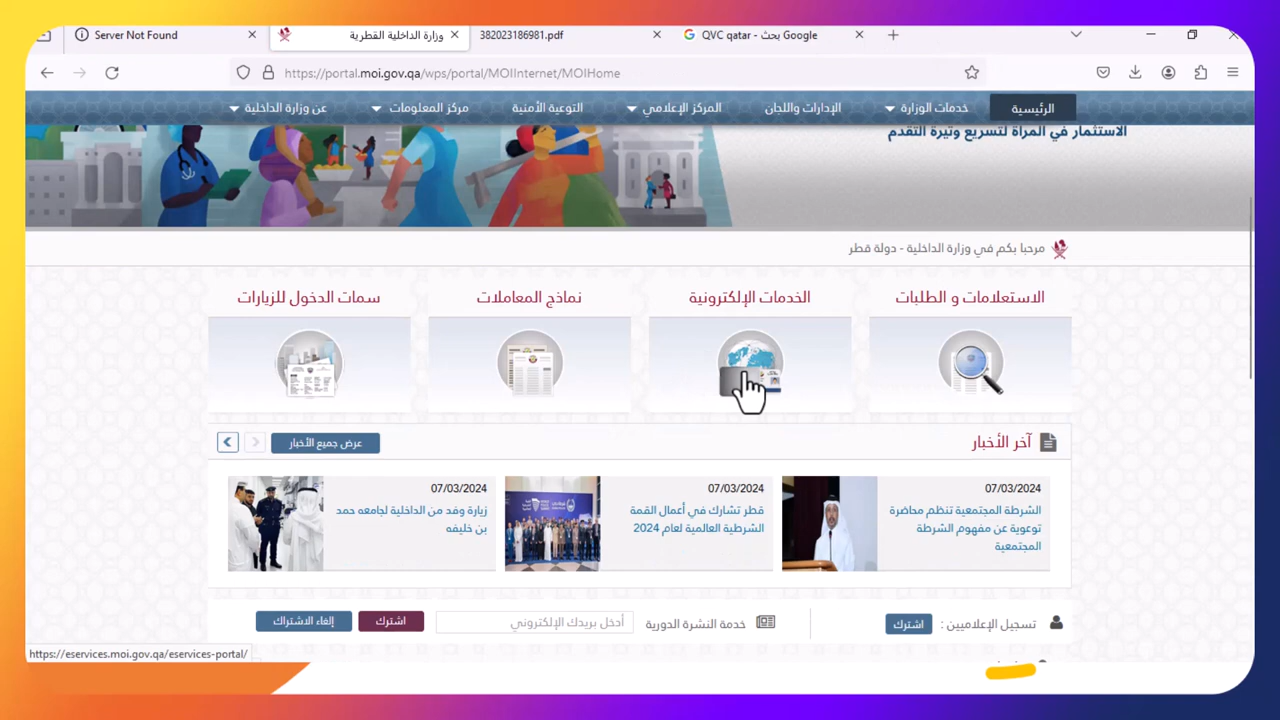 Server Not Found
وزارة الداخلية القطرية
382023186981.pdf
QVC qatar - بحث Google
https://portal.moi.gov.qa/wps/portal/MOIInternet/MOIHome
الرئيسية
خدمات الوزارة
الإدارات واللجان
المركز الإعلامي
التوعية الأمنية
مركز المعلومات
عن وزارة الداخلية
الاستثمار في المرأة لتسريع وتيرة التقدم
مرحبا بكم في وزارة الداخلية - دولة قطر
الاستعلامات و الطلبات
الخدمات الإلكترونية
نماذج المعاملات
سمات الدخول للزيارات
آخر الأخبار
عرض جميع الأخبار
07/03/2024
الشرطة المجتمعية تنظم محاضرة
توعوية عن مفهوم الشرطة
المجتمعية
07/03/2024
قطر تشارك في أعمال القمة
الشرطية العالمية لعام 2024
07/03/2024
زيارة وفد من الداخلية لجامعه حمد
بن خليفه
تسجيل الإعلاميين :
اشترك
خدمة النشرة الدورية
أدخل بريدك الإلكتروني
اشترك
إلغاء الاشتراك
https://eservices.moi.gov.qa/eservices-portal/